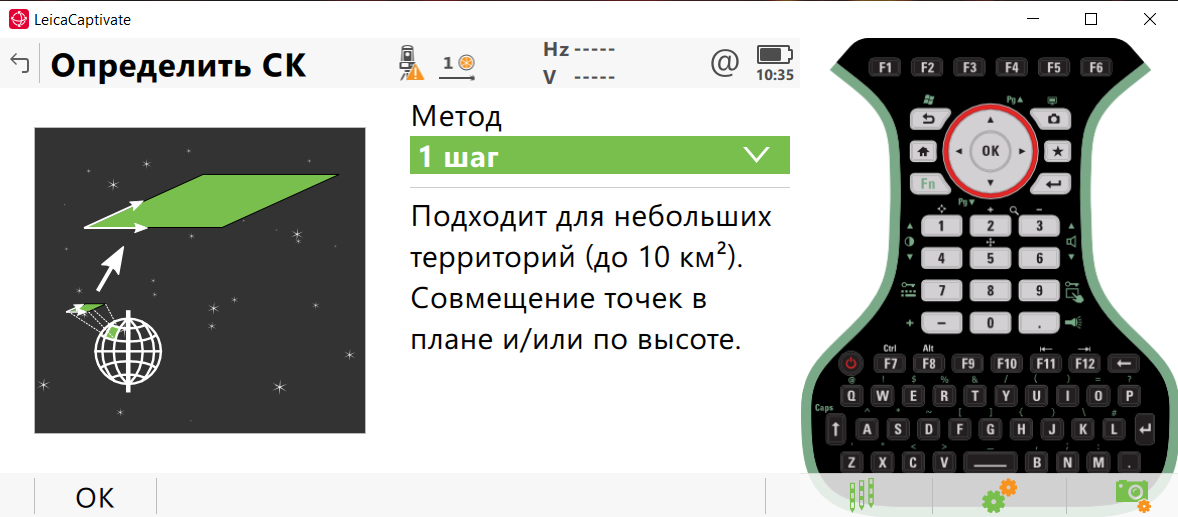 LeicaCaptivate
Определить СК
1
Hz -----
V -----
@
10:35
Метод
1 шаг
Подходит для небольших
территорий (до 10 км²).
Совмещение точек в
плане и/или по высоте.
OK
F1 F2 F3 F4 F5 F6
Pg▲
OK
Fn
Pg▼
+ –
1 2 3
4 5 6
7 8 9
+ – 0 .
Ctrl Alt
F7 F8 F9 F10 F11 F12
@ ! $ % & / ( ) = ?
Q W E R T Y U I O P
Caps
^ * ~ [ ] { } \ #
A S D F G H J K L
' " < > _ — : ; ,
Z X C V B N M .